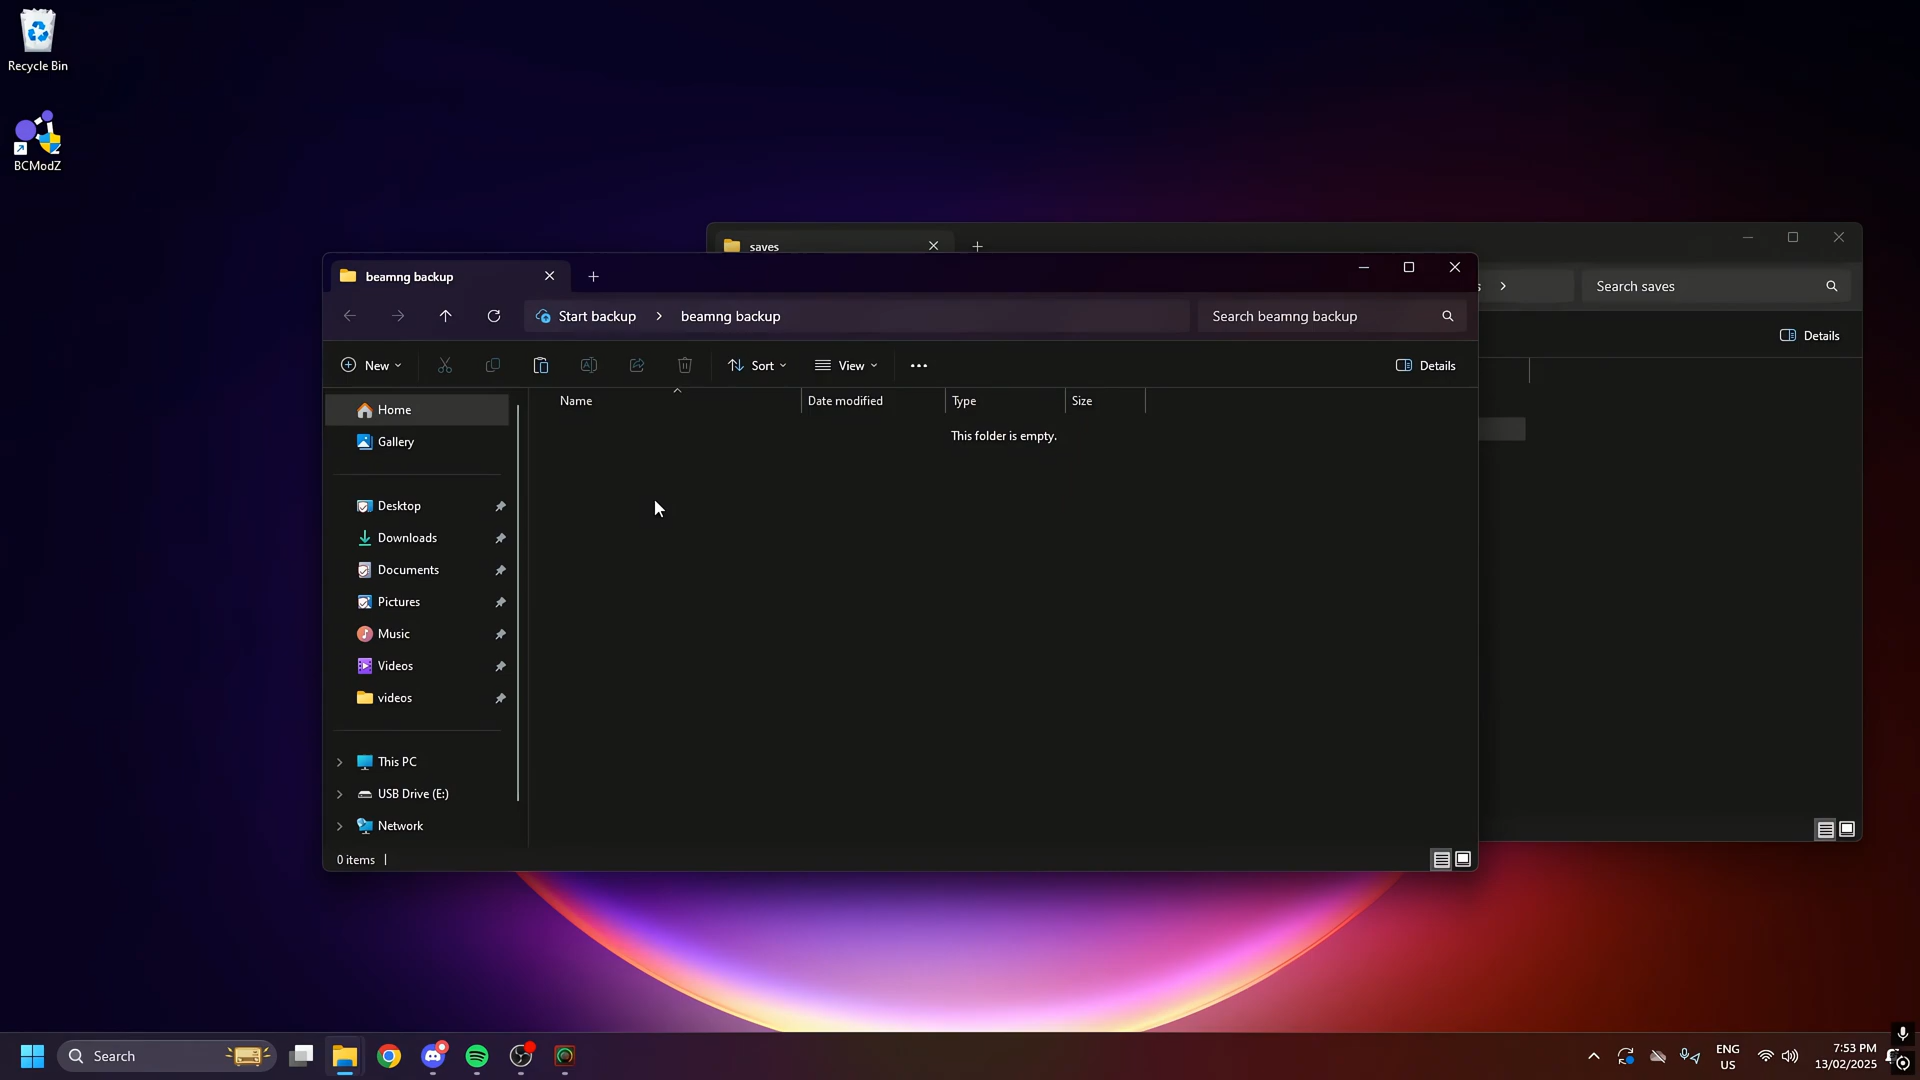 Recycle Bin
BCModZ
saves
Search saves
Details
beamng backup
Start backup
beamng backup
Search beamng backup
New
Sort
View
Details
Name
Date modified
Type
Size
This folder is empty.
Home
Gallery
Desktop
Downloads
Documents
Pictures
Music
Videos
videos
This PC
USB Drive (E:)
Network
0 items
Search
ENG
US
7:53 PM
13/02/2025